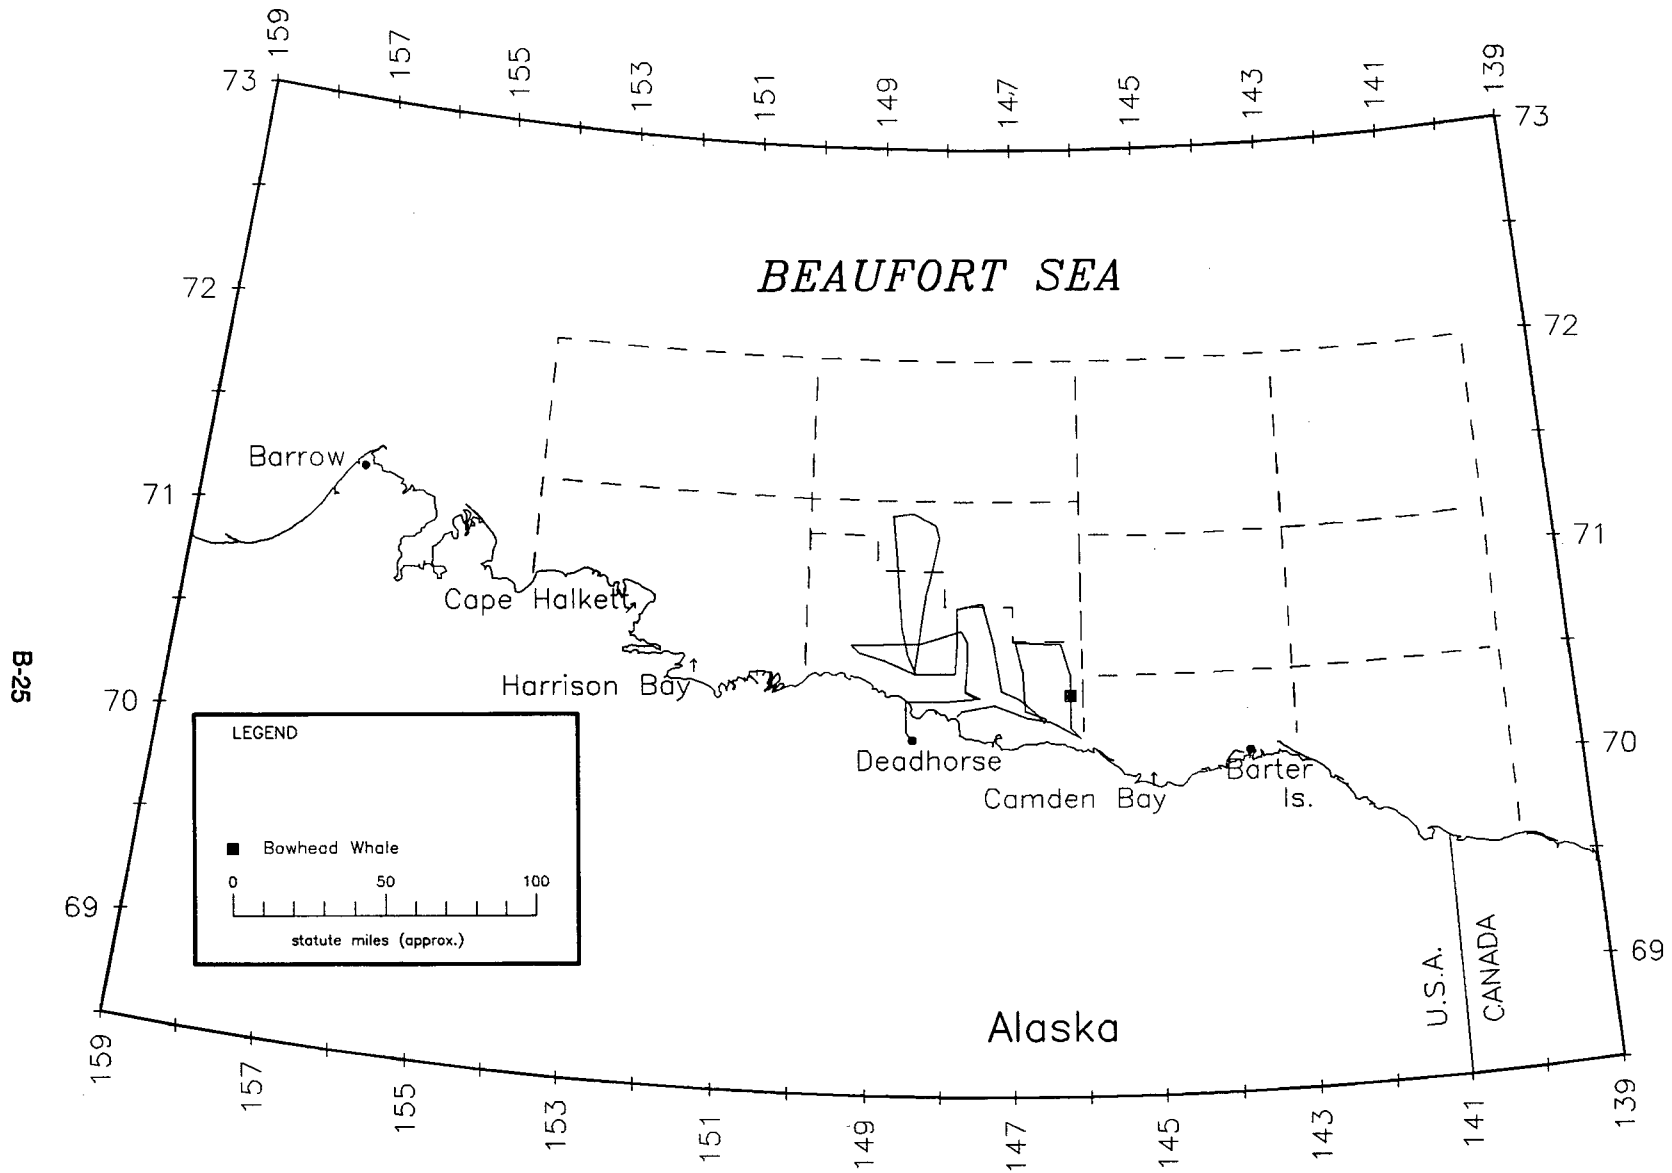 159
157
155
153
151
149
147
145
143
141
139
73
73
BEAUFORT SEA
72
72
Barrow
71
71
Cape Halkett
Harrison Bay
70
70
B-25
Deadhorse
Camden Bay
Barter
Is.
LEGEND
Bowhead Whale
0 50 100
statute miles (approx.)
69
69
U.S.A.
CANADA
Alaska
159
157
155
153
151
149
147
145
143
141
139